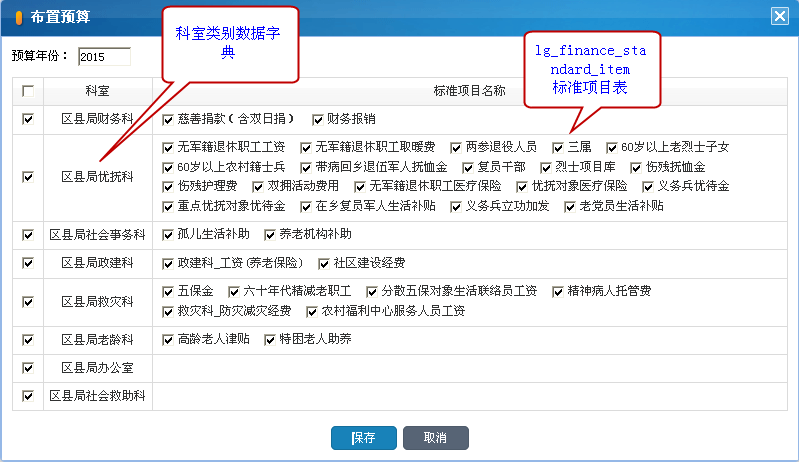 布置预算
科室类别数据字
典
lg_finance_sta
ndard_item
标准项目表
预算年份： 2015
科室 标准项目名称
区县局财务科 慈善捐款（含双日捐） 财务报销
区县局优抚科
无军籍退休职工工资 无军籍退休职工取暖费 两参退役人员 三属 60岁以上老烈士子女
60岁以上农村籍士兵 带病回乡退伍军人抚恤金 复员干部 烈士项目库 伤残抚恤金
伤残护理费 双拥活动费用 无军籍退休职工医疗保险 优抚对象医疗保险 义务兵优待金
重点优抚对象优待金 在乡复员军人生活补贴 义务兵立功加发 老党员生活补贴
区县局社会事务科 孤儿生活补助 养老机构补助
区县局政建科 政建科_工资(养老保险) 社区建设经费
区县局救灾科
五保金 六十年代精减老职工 分散五保对象生活联络员工资 精神病人托管费
救灾科_防灾减灾经费 农村福利中心服务人员工资
区县局老龄科 高龄老人津贴 特困老人助养
区县局办公室
区县局社会救助科
保存 取消